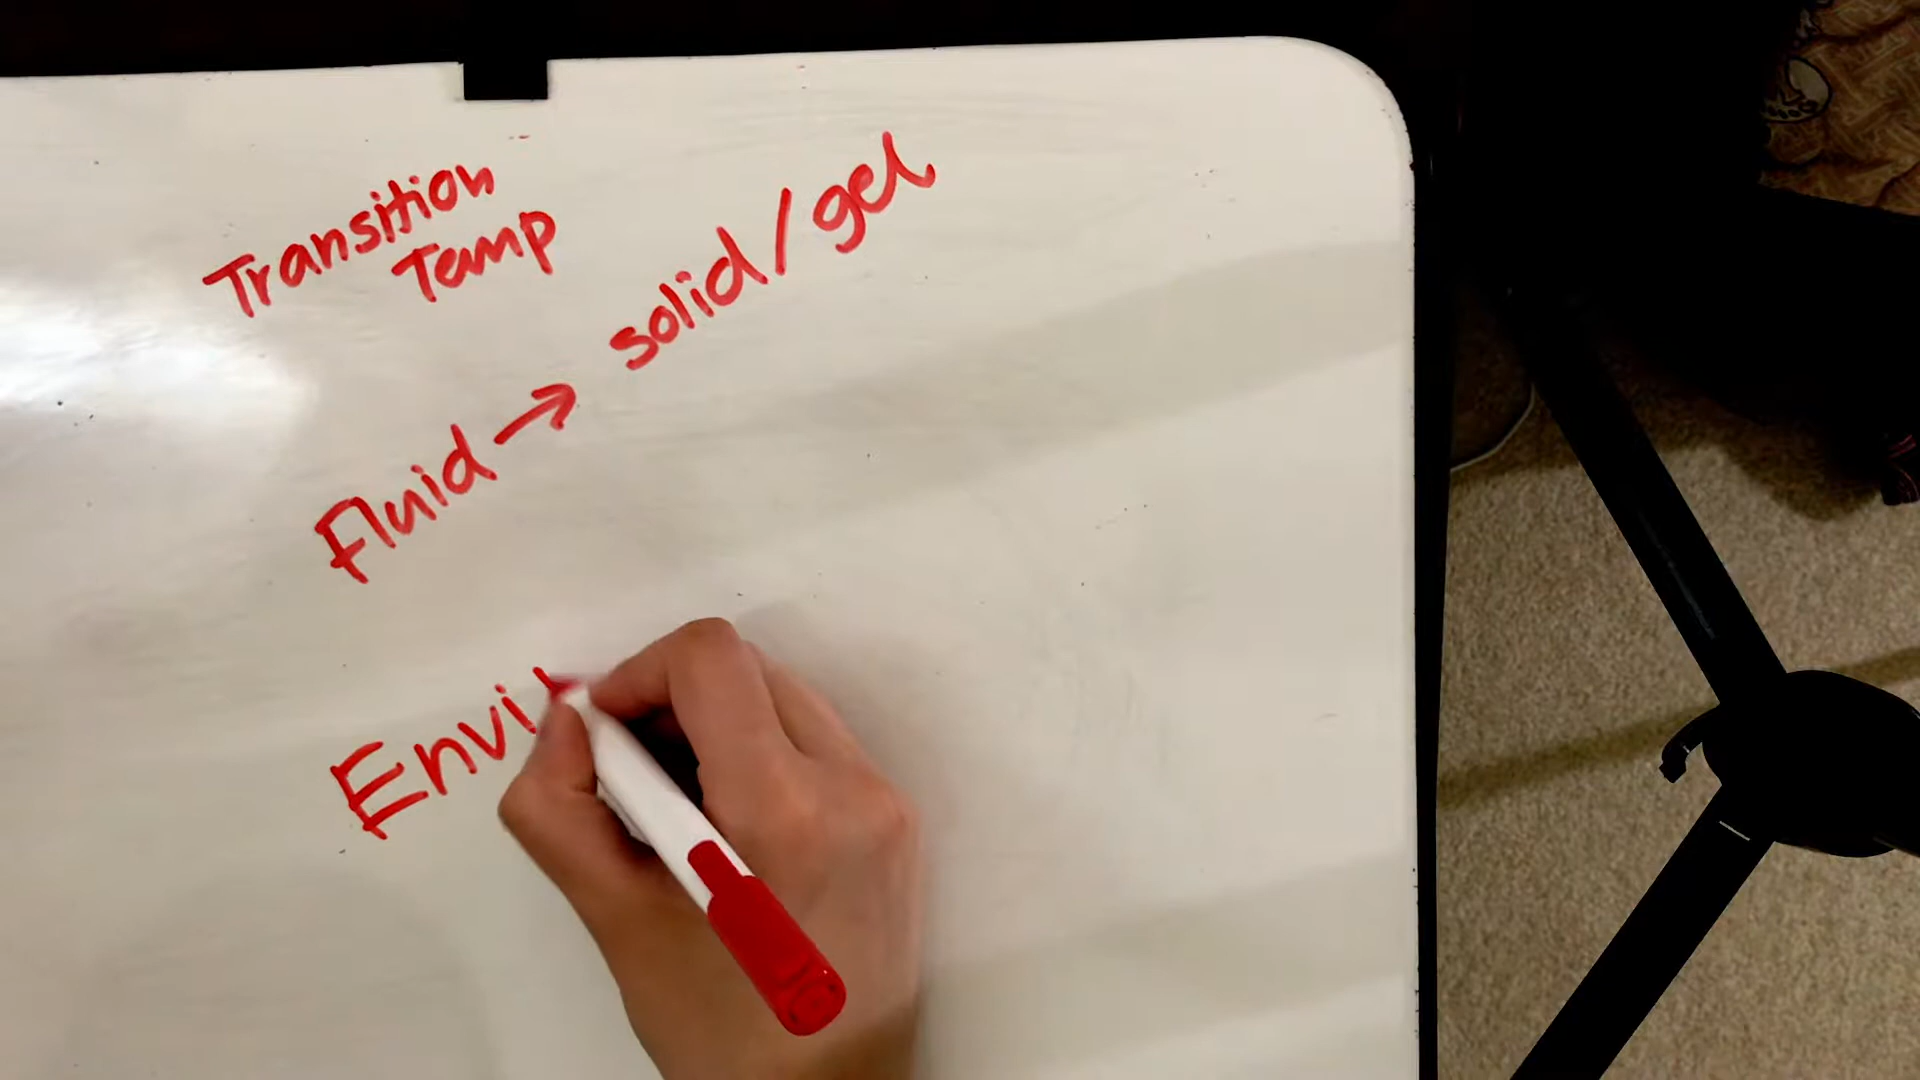 Transition
Temp
Fluid → solid/gel
Envi